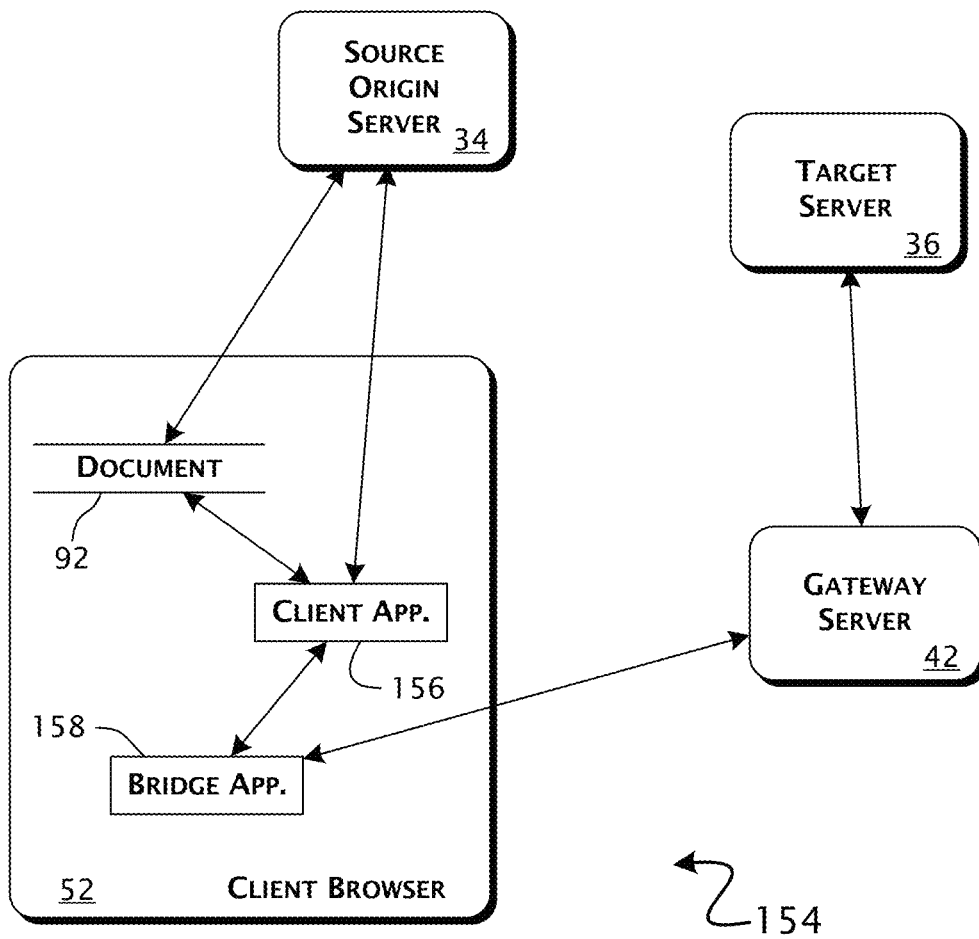 SOURCE
ORIGIN
SERVER
34
TARGET
SERVER
36
DOCUMENT
92
CLIENT APP.
156
GATEWAY
SERVER
42
158
BRIDGE APP.
52
CLIENT BROWSER
154